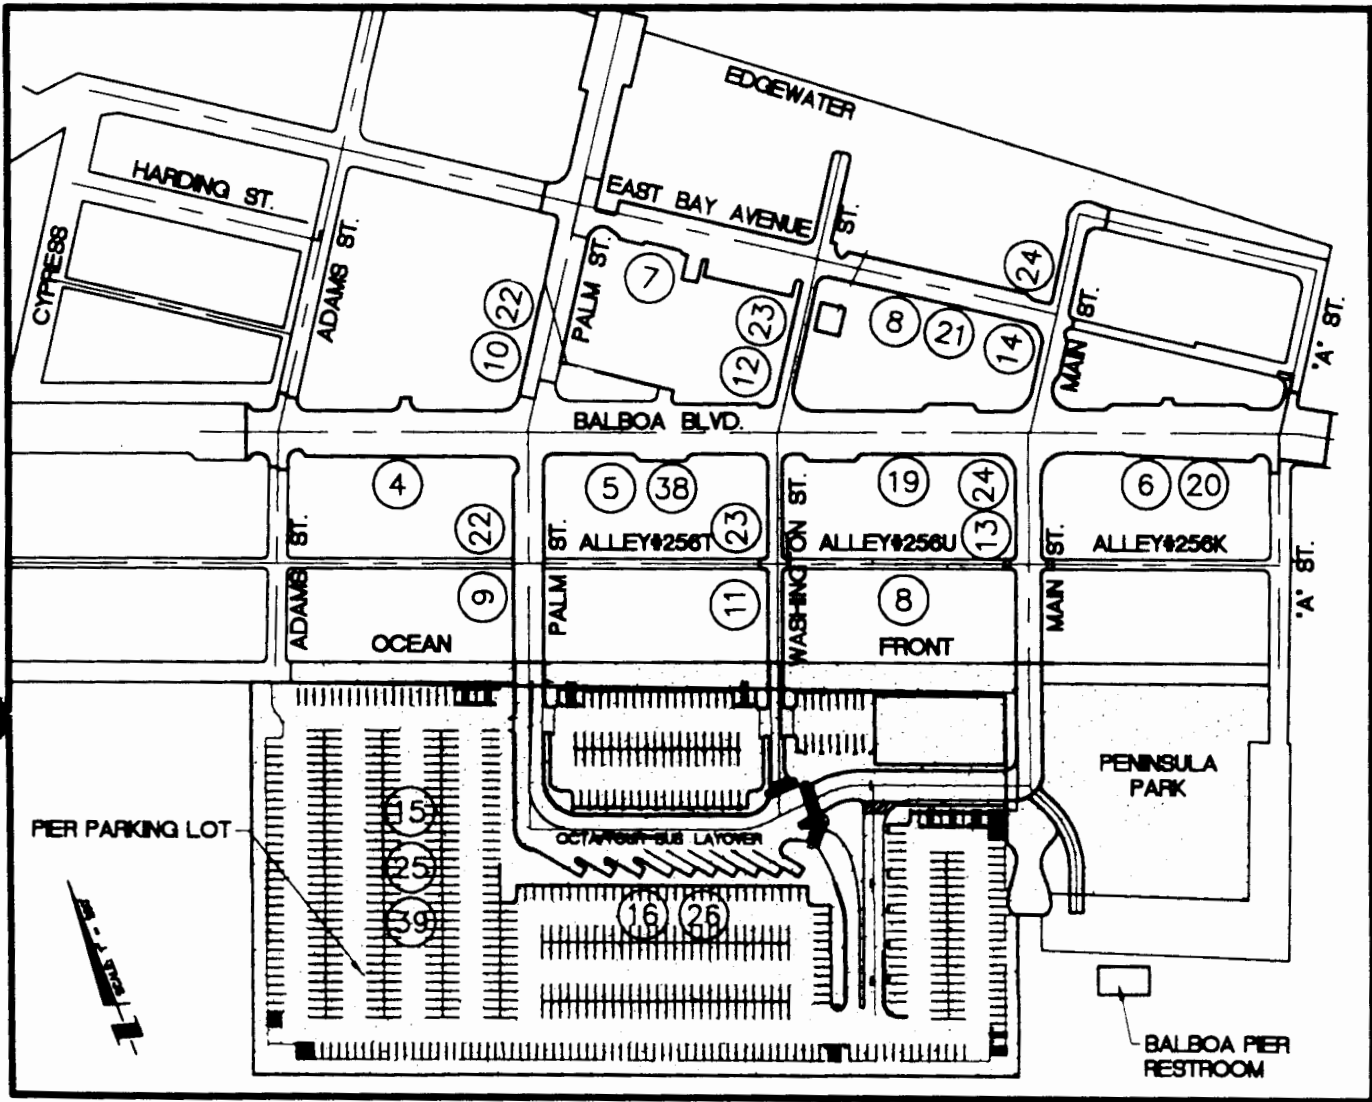 EDGEWATER
HARDING ST.
EAST BAY AVENUE
ST.
CYPRESS
ADAMS ST.
PALM ST.
MAIN ST.
"A" ST.
7
24
22
10
23
12
8
21
14
BALBOA BLVD.
4
5
38
19
24
6
20
22
23
13
ADAMS ST.
PALM ST.
ALLEY#256T
WASHINGTON ST.
ALLEY#256U
MAIN ST.
ALLEY#256K
"A" ST.
9
11
8
OCEAN
FRONT
PENINSULA
PARK
PIER PARKING LOT
15
25
39
BUS LAYOVER
16
26
BALBOA PIER
RESTROOM